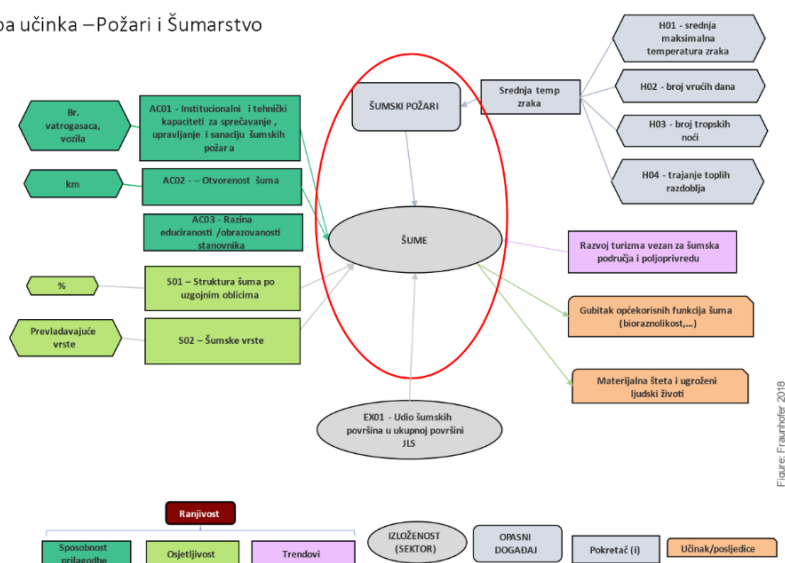 ba učinka –Požari i Šumarstvo
H01 - srednja
maksimalna
temperatura zraka
H02 - broj vrućih dana
H03 - broj tropskih
noći
H04 - trajanje toplih
razdoblja
Srednja temp
zraka
ŠUMSKI POŽARI
Br.
vatrogasaca,
vozila
AC01 - Institucionalni i tehnički
kapaciteti za sprečavanje ,
upravljanje i sanaciju šumskih
požara
km
AC02 - – Otvorenost šuma
AC03 - Razina
educiranosti /obrazovanosti
stanovnika
ŠUME
Razvoj turizma vezan za šumska
područja i poljoprivredu
%
S01 – Struktura šuma po
uzgojnim oblicima
Prevladavajuće
vrste
S02 – Šumske vrste
Gubitak općekorisnih funkcija šuma
(bioraznolikost,...)
Materijalna šteta i ugroženi
ljudski životi
EX01 - Udio šumskih
površina u ukupnoj površini
JLS
Figure: Fraunhofer 2018
Ranjivost
Sposobnost
prilagodbe
Osjetljivost
Trendovi
IZLOŽENOST
(SEKTOR)
OPASNI
DOGAĐAJ
Pokretač (i)
Učinak/posljedice